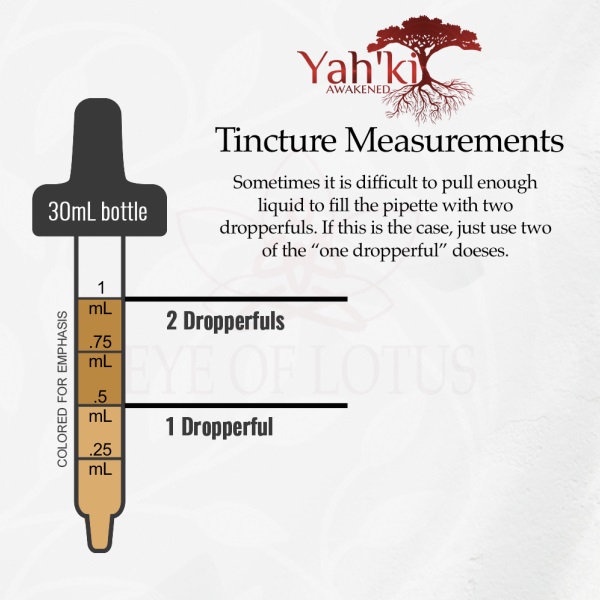 Yah'ki
AWAKENED
Tincture Measurements
Sometimes it is difficult to pull enough
liquid to fill the pipette with two
dropperfuls. If this is the case, just use two
of the “one dropperful” doeses.
30mL bottle
1
mL
2 Dropperfuls
.75
mL
EYE OF LOTUS
.5
mL
1 Dropperful
.25
mL
COLORED FOR EMPHASIS